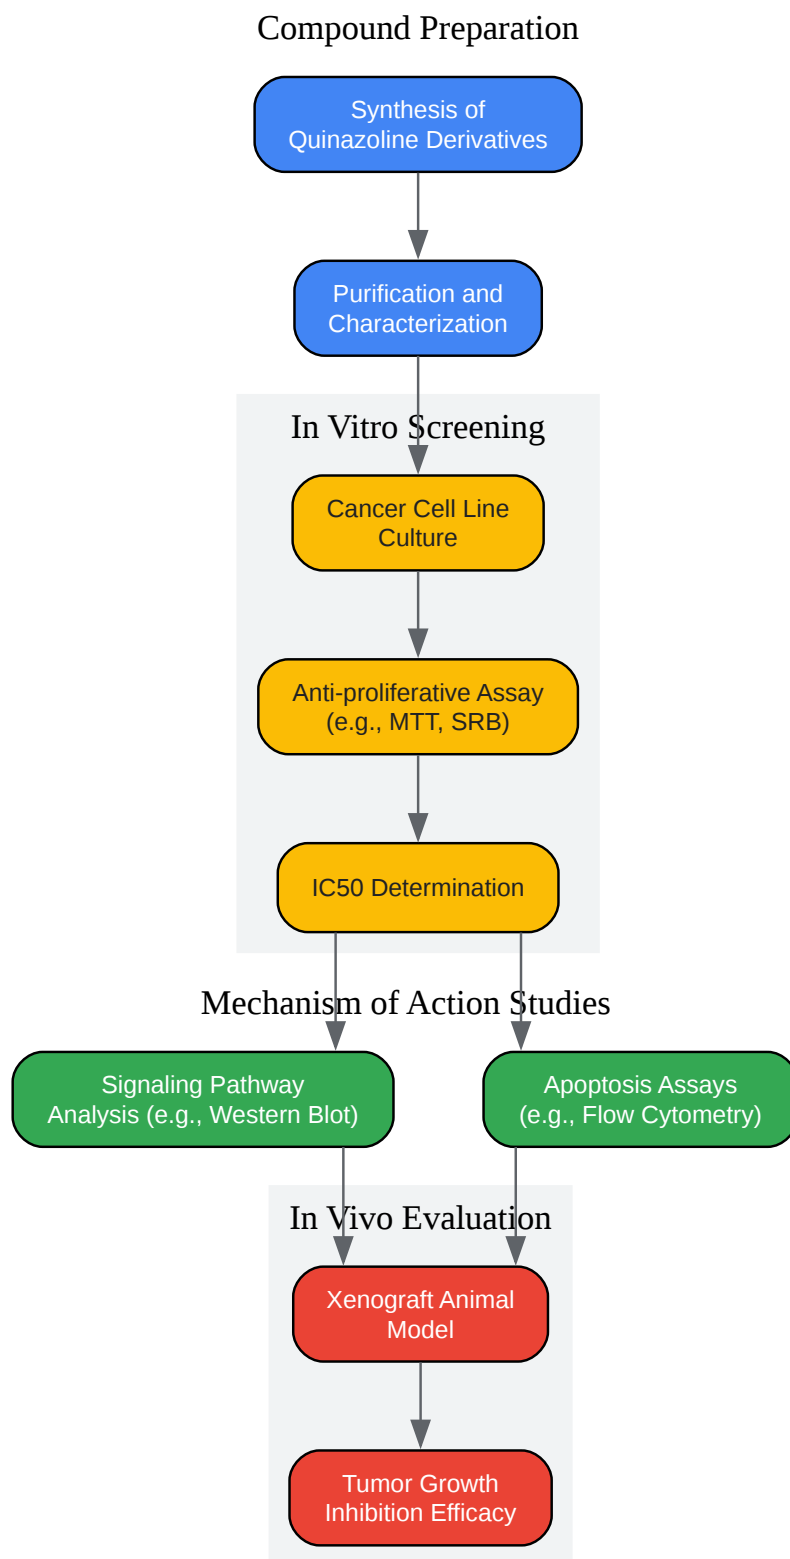 Compound Preparation
Synthesis of
Quinazoline Derivatives
Purification and
Characterization
In Vitro Screening
Cancer Cell Line
Culture
Anti-proliferative Assay
(e.g., MTT, SRB)
IC50 Determination
Mechanism of Action Studies
Signaling Pathway
Analysis (e.g., Western Blot)
Apoptosis Assays
(e.g., Flow Cytometry)
In Vivo Evaluation
Xenograft Animal
Model
Tumor Growth
Inhibition Efficacy